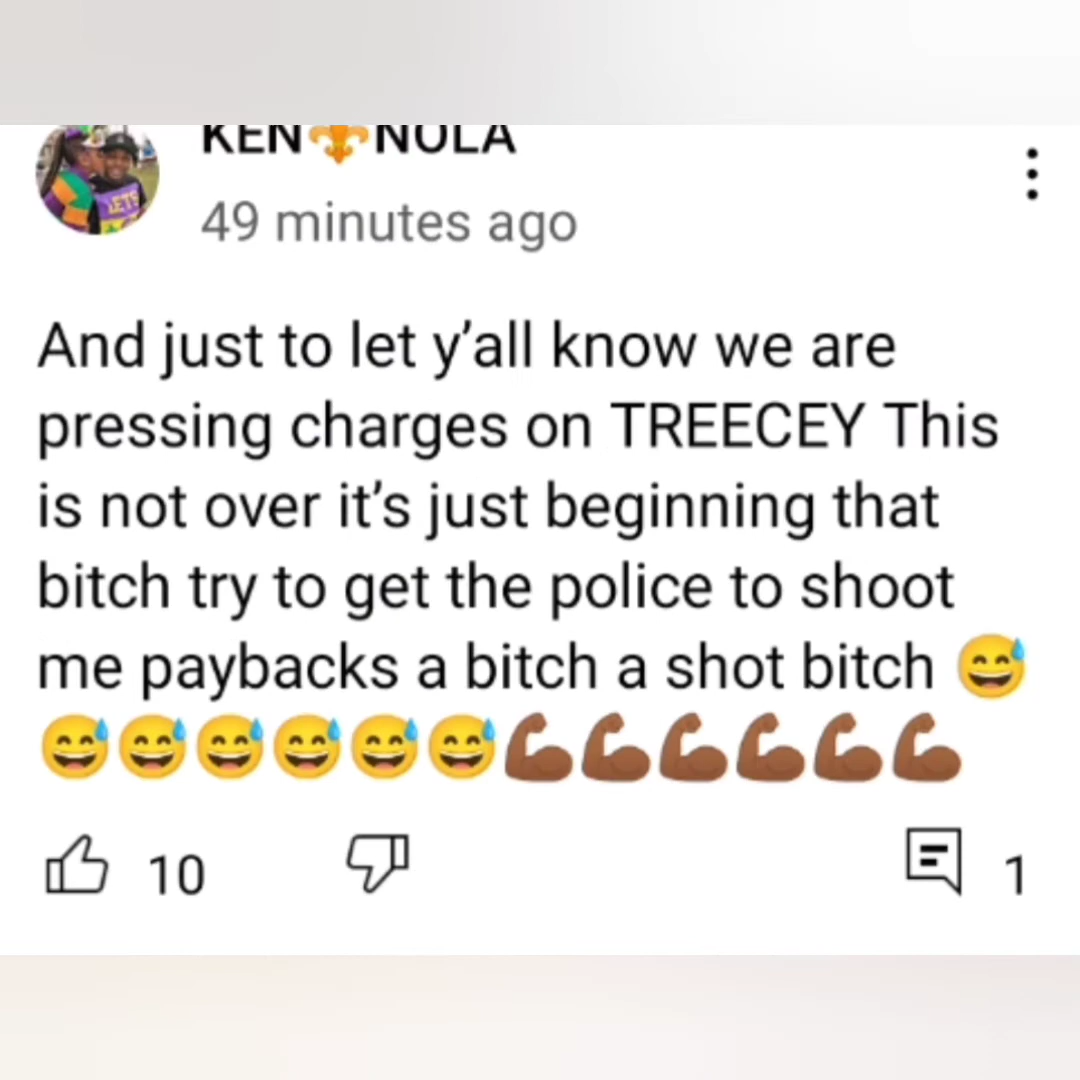 KEN⚜️NOLA
49 minutes ago
And just to let y’all know we are
pressing charges on TREECEY This
is not over it’s just beginning that
bitch try to get the police to shoot
me paybacks a bitch a shot bitch 😅
😅😅😅😅😅😅💪🏾💪🏾💪🏾💪🏾💪🏾💪🏾
10
1
LETS